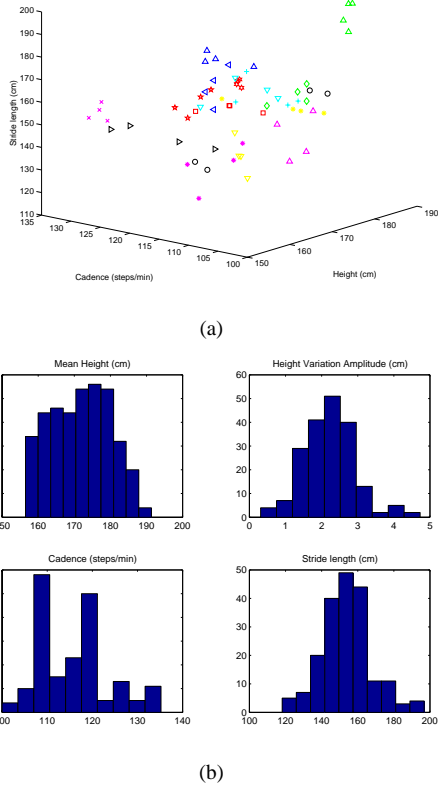 200
190
180
170
160
150
140
130
120
110
Stride length (cm)
135
130
125
120
115
110
105
100
150
160
170
180
190
Cadence (steps/min)
Height (cm)
(a)
Mean Height (cm)
Height Variation Amplitude (cm)
60
50
40
30
20
10
0
50 160 170 180 190 200
0 1 2 3 4 5
Cadence (steps/min)
Stride length (cm)
50
40
30
20
10
0
00 110 120 130 140
100 120 140 160 180 200
(b)